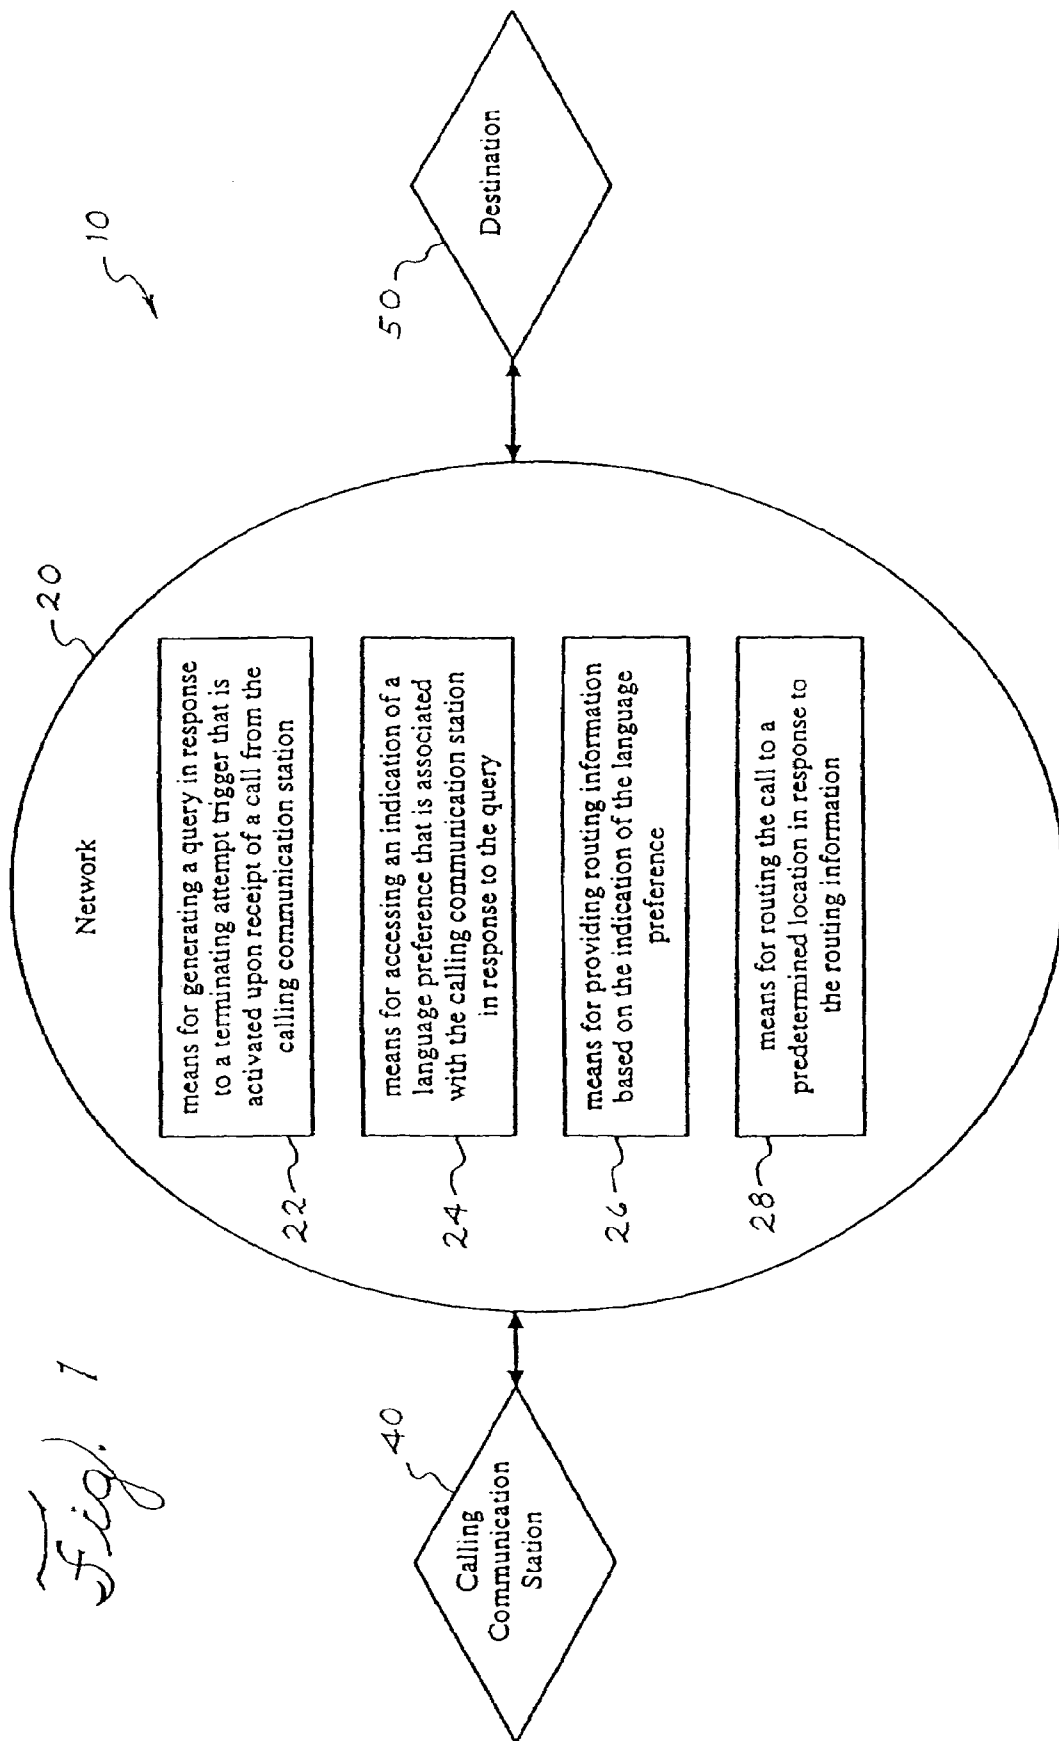 Fig. 1
10
Network
20
22
means for generating a query in response
to a terminating attempt trigger that is
activated upon receipt of a call from the
calling communication station
24
means for accessing an indication of a
language preference that is associated
with the calling communication station
in response to the query
26
means for providing routing information
based on the indication of the language
preference
28
means for routing the call to a
predetermined location in response to
the routing information
40
Calling
Communication
Station
50
Destination